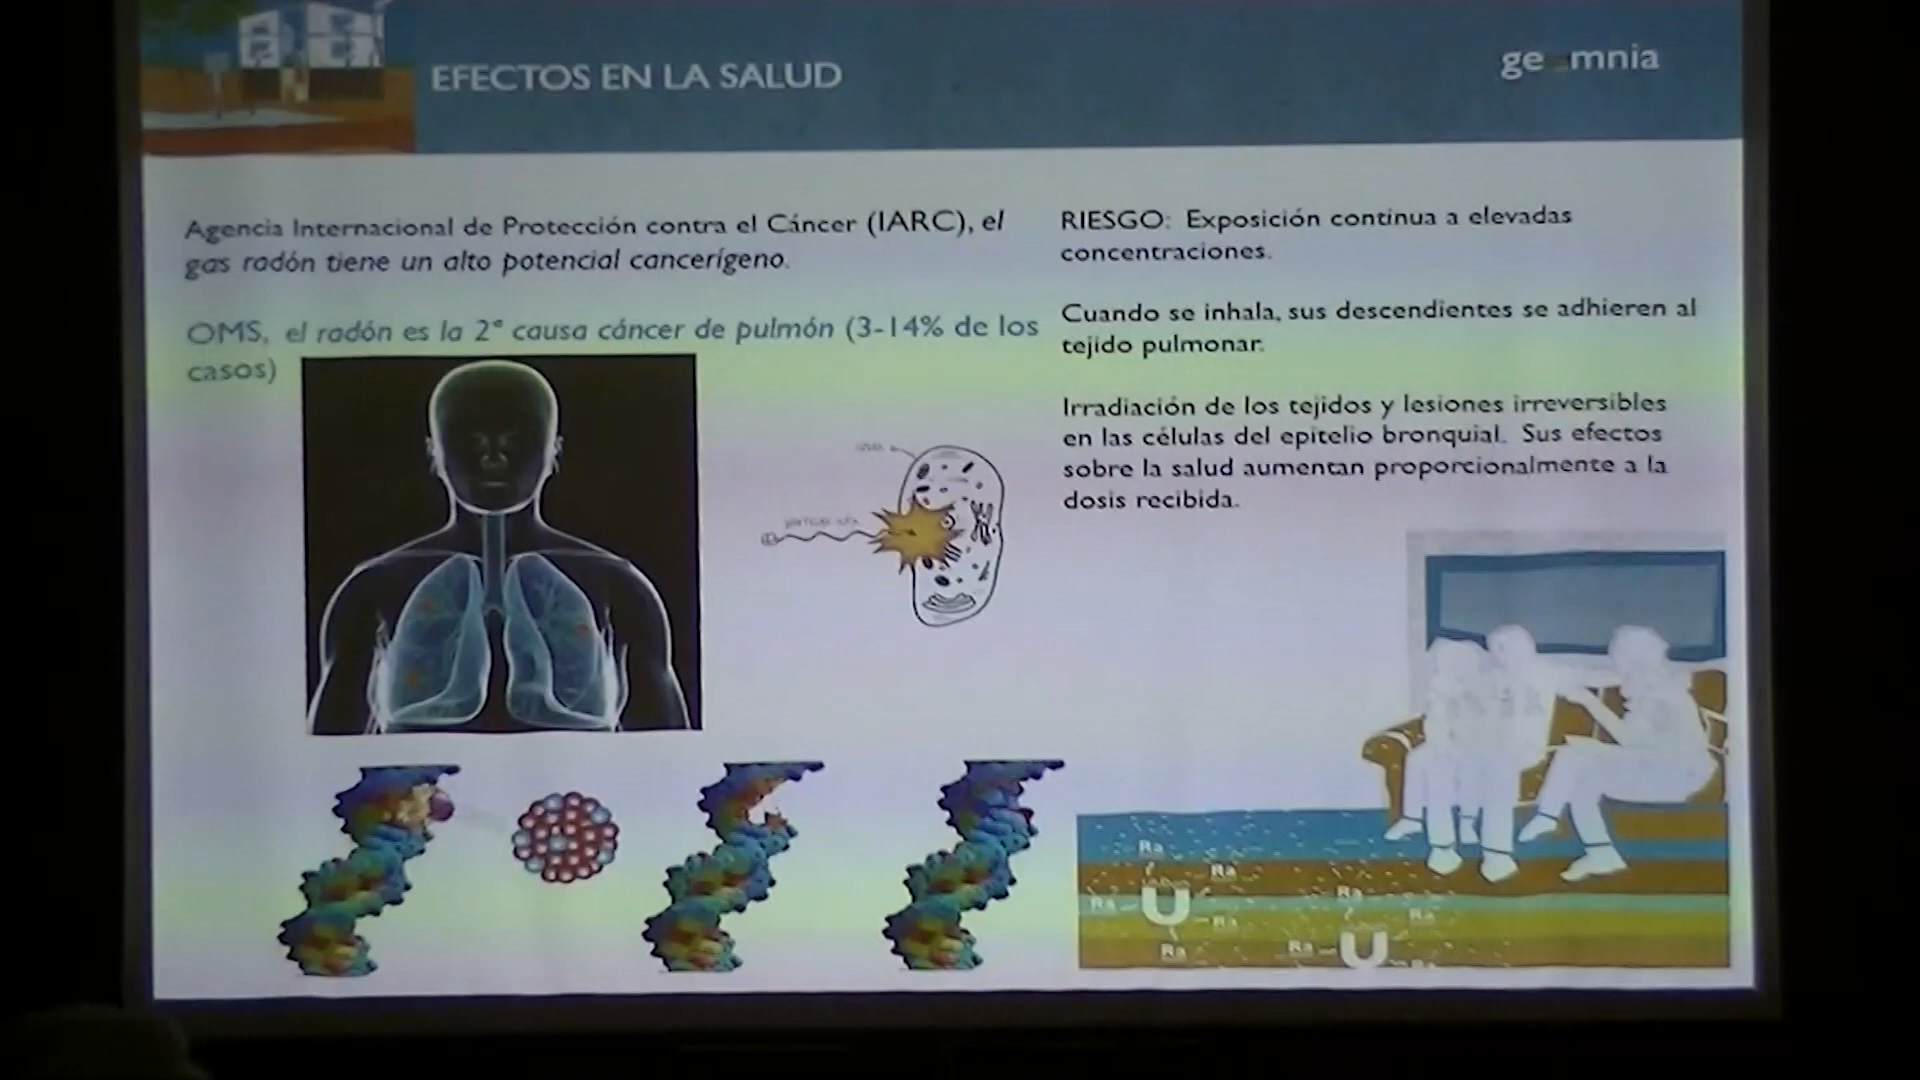 EFECTOS EN LA SALUD
ge mnia
Agencia Internacional de Protección contra el Cáncer (IARC), el
gas radón tiene un alto potencial cancerígeno.
OMS, el radón es la 2ª causa cáncer de pulmón (3-14% de los
casos)
RIESGO: Exposición continua a elevadas
concentraciones.
Cuando se inhala, sus descendientes se adhieren al
tejido pulmonar.
Irradiación de los tejidos y lesiones irreversibles
en las células del epitelio bronquial. Sus efectos
sobre la salud aumentan proporcionalmente a la
dosis recibida.
Ra
Ra
Ra
Ra
U
Ra
Ra
Ra
Ra
U
Ra